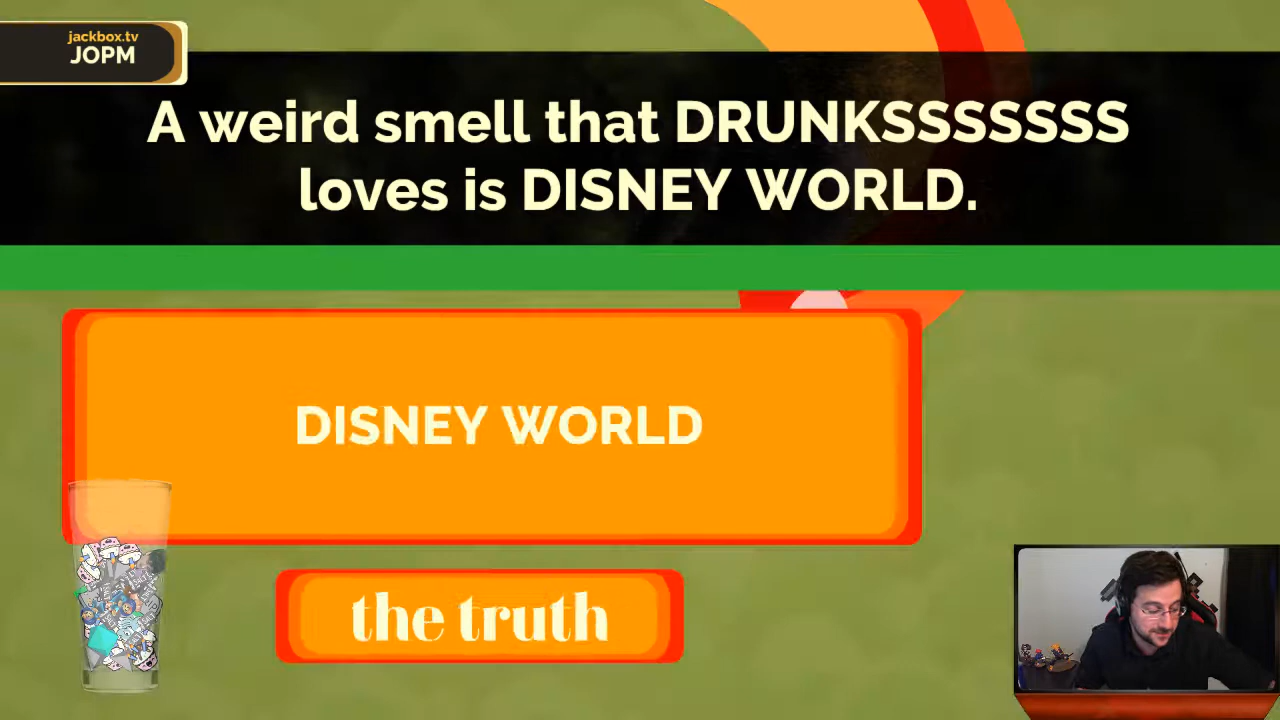 jackbox.tv
JOPM
A weird smell that DRUNKSSSSSSS
loves is DISNEY WORLD.
DISNEY WORLD
the truth